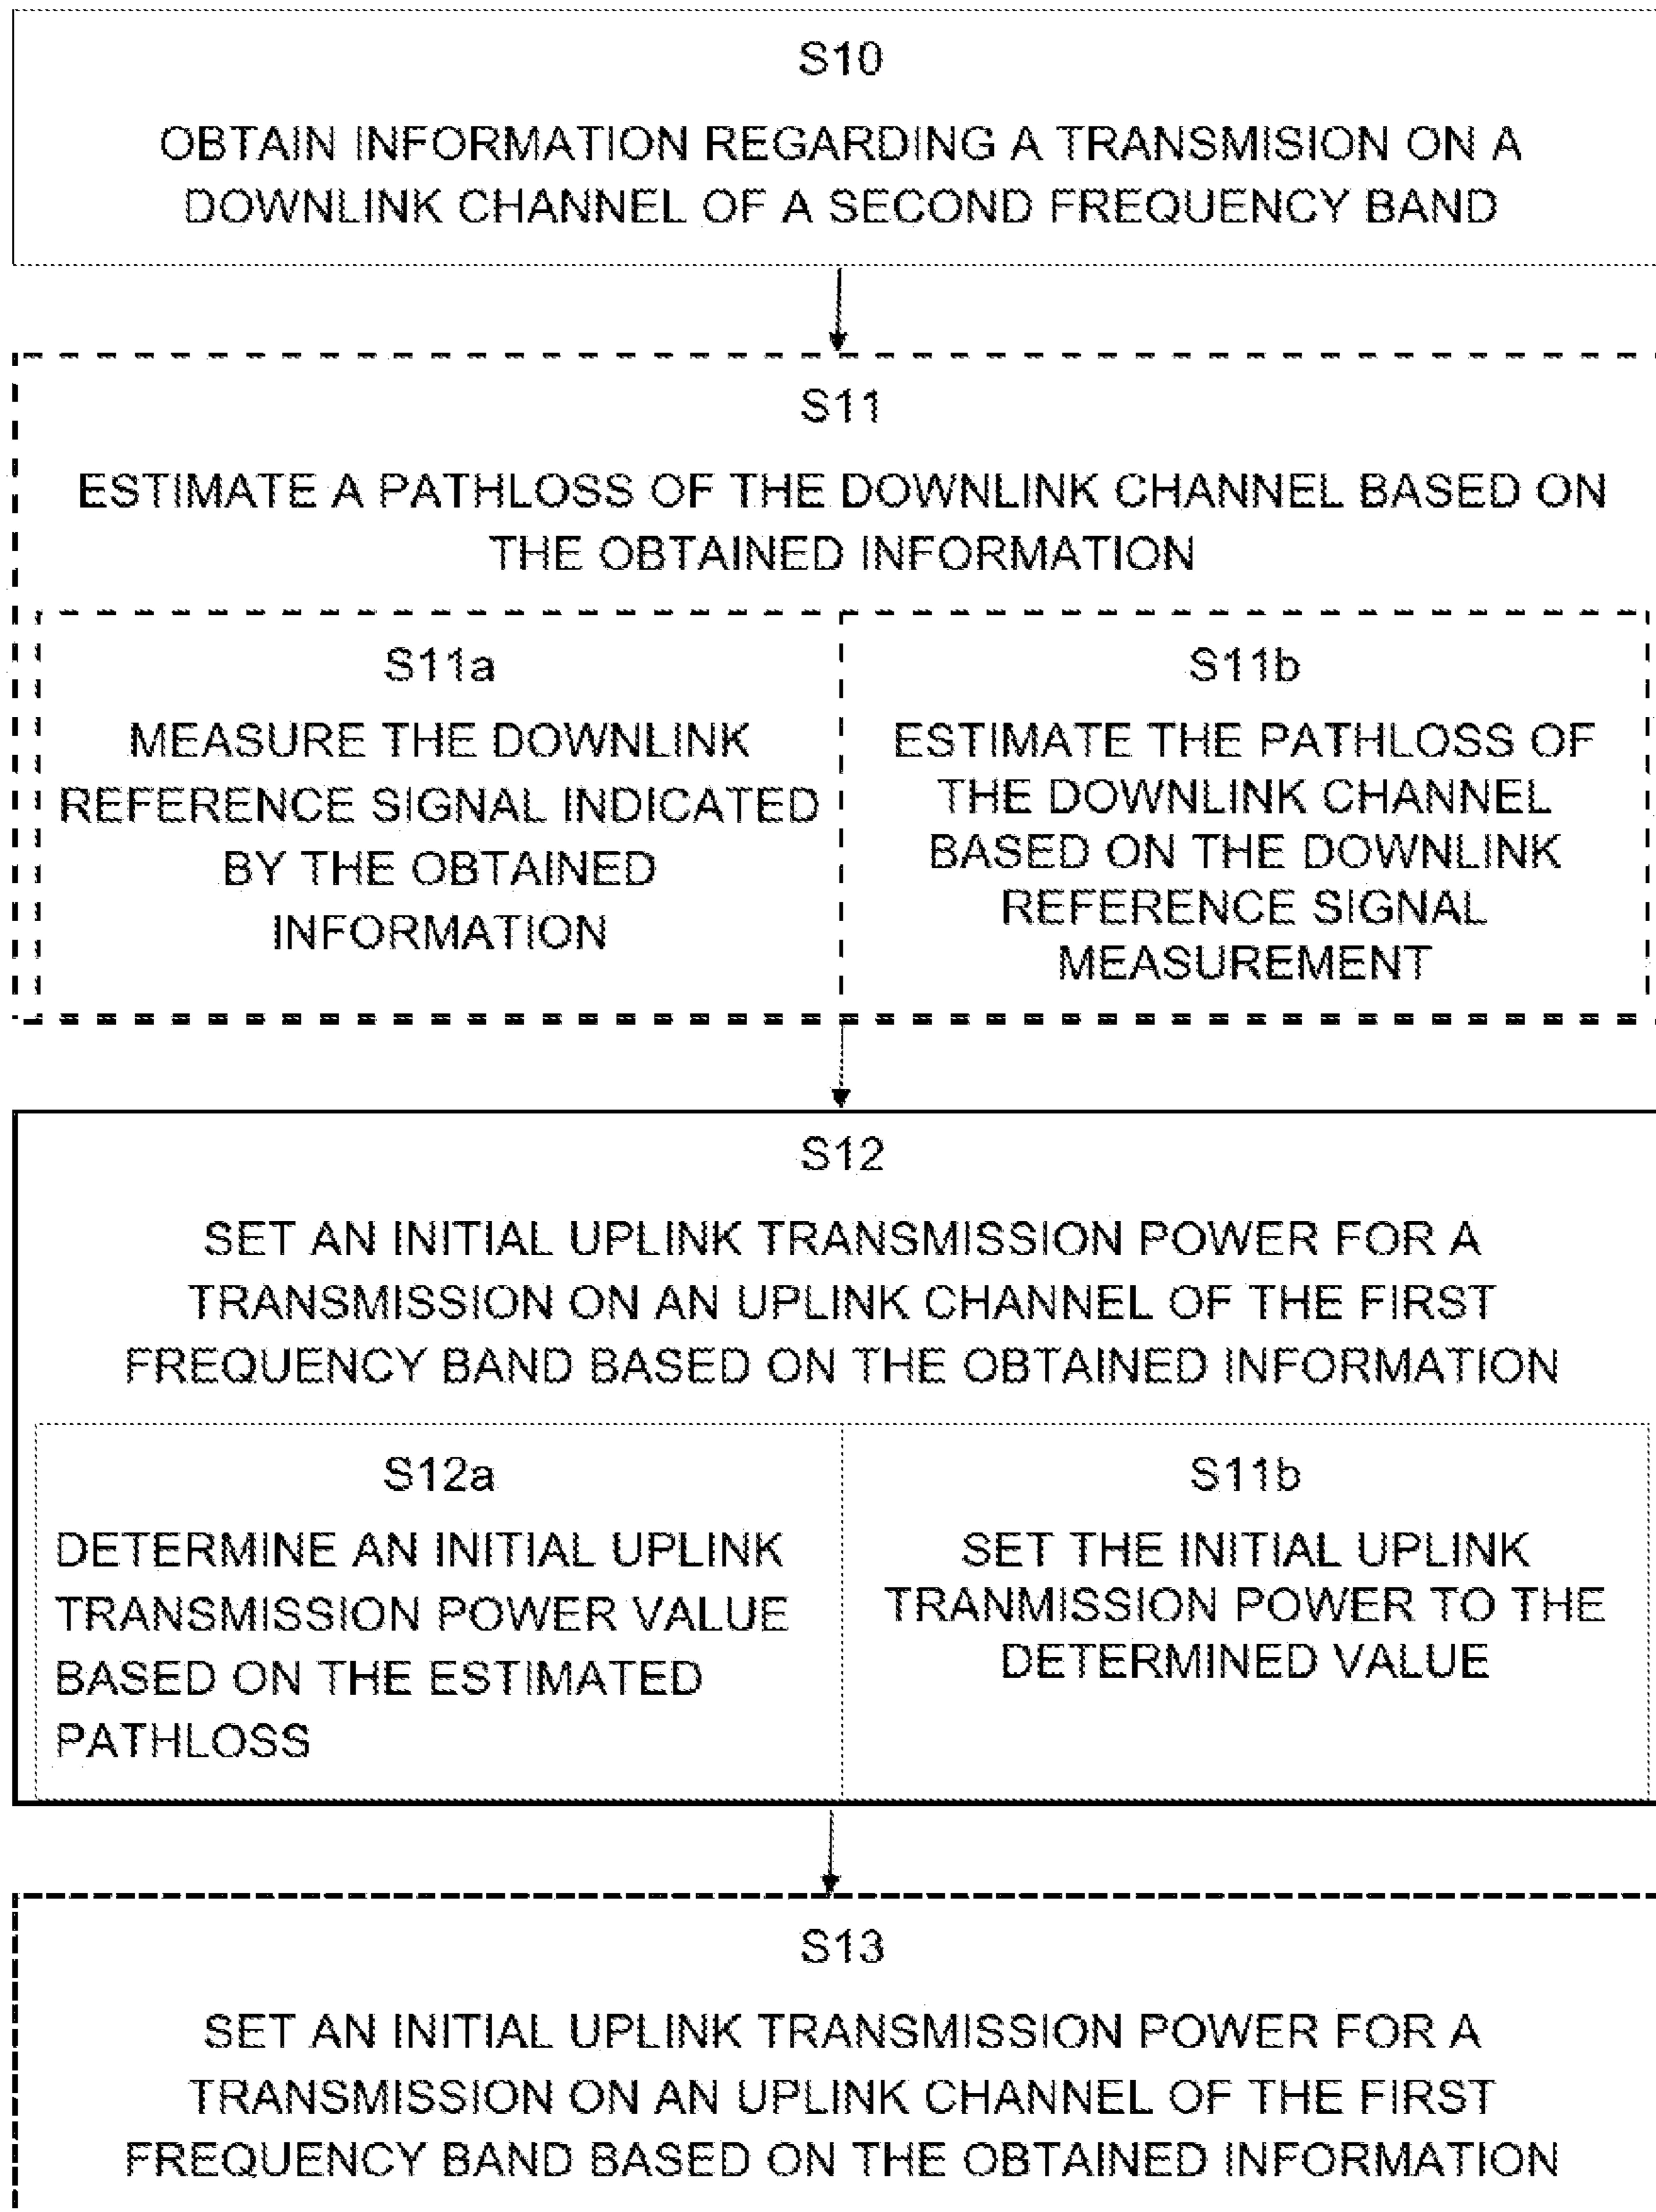 S10
OBTAIN INFORMATION REGARDING A TRANSMISION ON A
DOWNLINK CHANNEL OF A SECOND FREQUENCY BAND
S11
ESTIMATE A PATHLOSS OF THE DOWNLINK CHANNEL BASED ON
THE OBTAINED INFORMATION
S11a
MEASURE THE DOWNLINK
REFERENCE SIGNAL INDICATED
BY THE OBTAINED
INFORMATION
S11b
ESTIMATE THE PATHLOSS OF
THE DOWNLINK CHANNEL
BASED ON THE DOWNLINK
REFERENCE SIGNAL
MEASUREMENT
S12
SET AN INITIAL UPLINK TRANSMISSION POWER FOR A
TRANSMISSION ON AN UPLINK CHANNEL OF THE FIRST
FREQUENCY BAND BASED ON THE OBTAINED INFORMATION
S12a
DETERMINE AN INITIAL UPLINK
TRANSMISSION POWER VALUE
BASED ON THE ESTIMATED
PATHLOSS
S11b
SET THE INITIAL UPLINK
TRANMISSION POWER TO THE
DETERMINED VALUE
S13
SET AN INITIAL UPLINK TRANSMISSION POWER FOR A
TRANSMISSION ON AN UPLINK CHANNEL OF THE FIRST
FREQUENCY BAND BASED ON THE OBTAINED INFORMATION